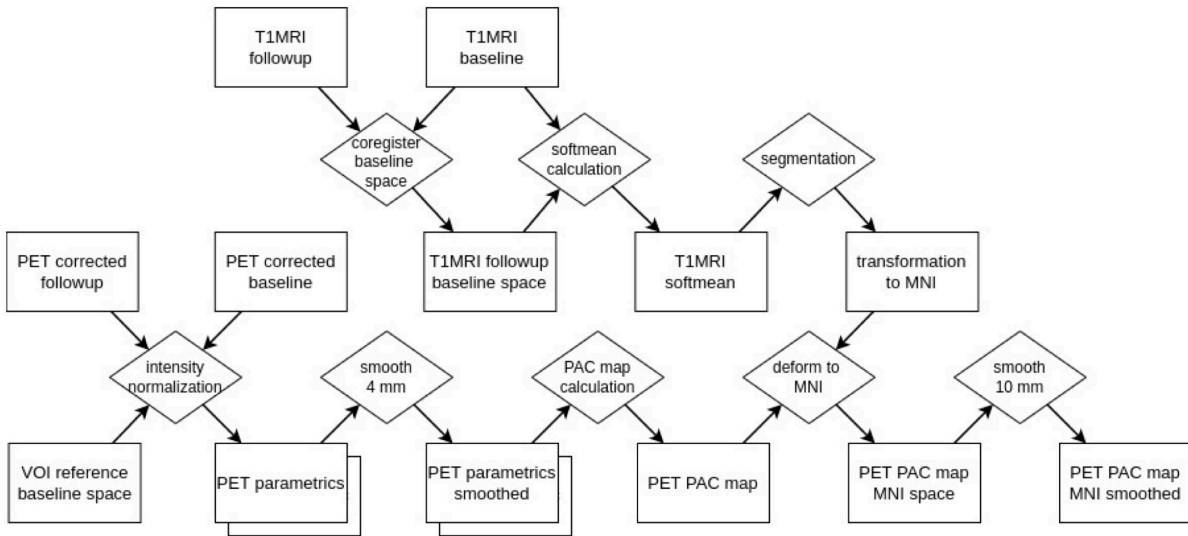 T1MRI
followup
T1MRI
baseline
coregister
baseline
space
softmean
calculation
segmentation
PET corrected
followup
PET corrected
baseline
T1MRI followup
baseline space
T1MRI
softmean
transformation
to MNI
intensity
normalization
smooth
4 mm
PAC map
calculation
deform to
MNI
smooth
10 mm
VOI reference
baseline space
PET parametrics
PET parametrics
smoothed
PET PAC map
PET PAC map
MNI space
PET PAC map
MNI smoothed